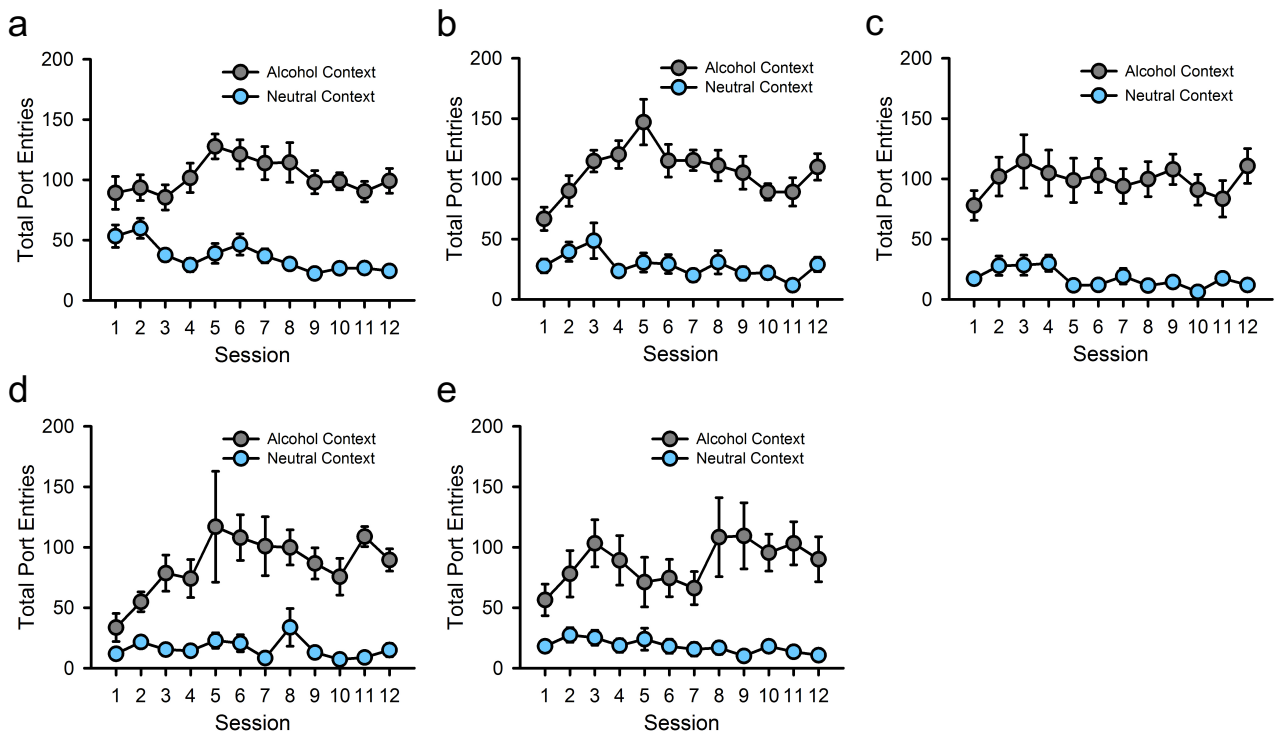 a
Total Port Entries
200
150
100
50
0
Alcohol Context
Neutral Context
1 2 3 4 5 6 7 8 9 10 11 12
Session
b
Total Port Entries
200
150
100
50
0
Alcohol Context
Neutral Context
1 2 3 4 5 6 7 8 9 10 11 12
Session
c
Total Port Entries
200
150
100
50
0
Alcohol Context
Neutral Context
1 2 3 4 5 6 7 8 9 10 11 12
Session
d
Total Port Entries
200
150
100
50
0
Alcohol Context
Neutral Context
1 2 3 4 5 6 7 8 9 10 11 12
Session
e
Total Port Entries
200
150
100
50
0
Alcohol Context
Neutral Context
1 2 3 4 5 6 7 8 9 10 11 12
Session